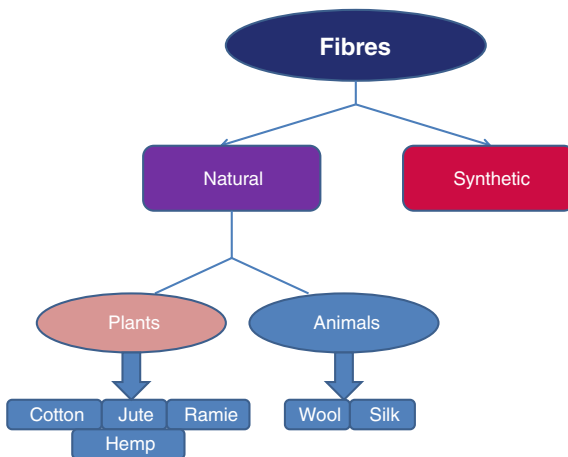 Fibres
Natural
Synthetic
Plants
Animals
Cotton
Jute
Ramie
Hemp
Wool
Silk